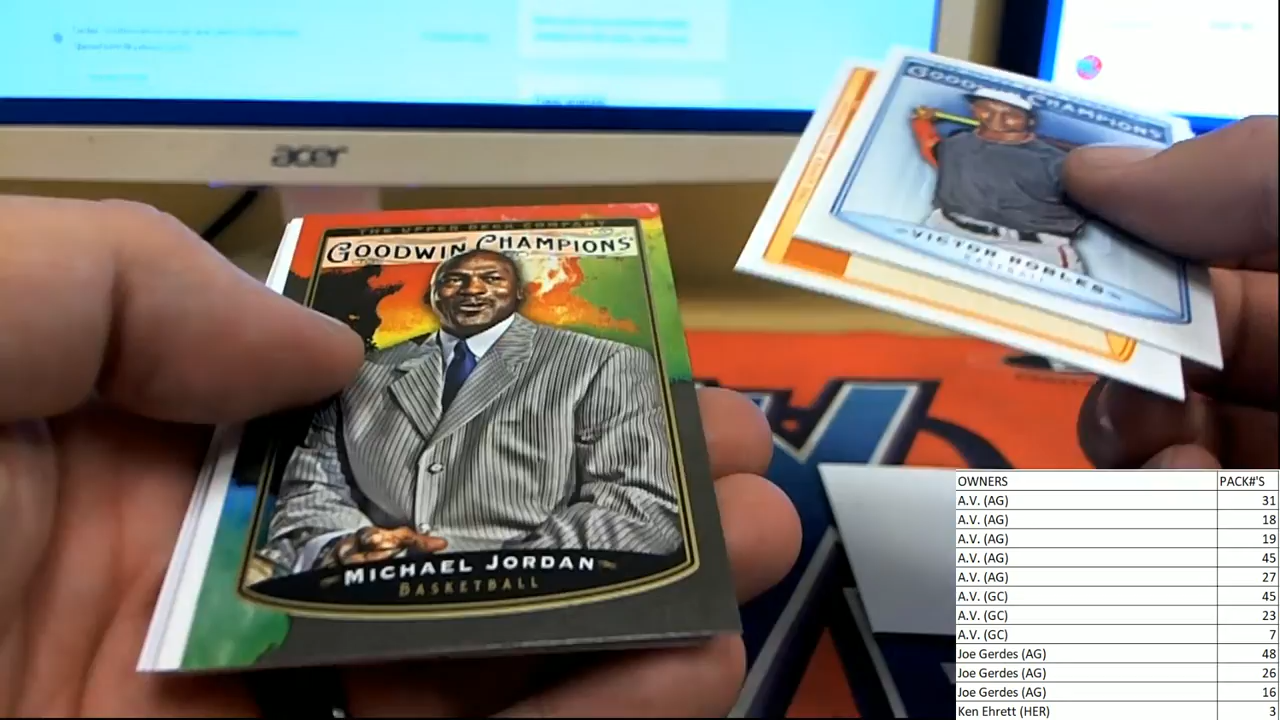 acer
GOODWIN CHAMPIONS
VICTOR ROBLES
BASEBALL
THE UPPER DECK COMPANY
GOODWIN CHAMPIONS
MICHAEL JORDAN
BASKETBALL
OWNERS PACK#'S
A.V. (AG) 31
A.V. (AG) 18
A.V. (AG) 19
A.V. (AG) 45
A.V. (AG) 27
A.V. (GC) 45
A.V. (GC) 23
A.V. (GC) 7
Joe Gerdes (AG) 48
Joe Gerdes (AG) 26
Joe Gerdes (AG) 16
Ken Ehrett (HER) 3